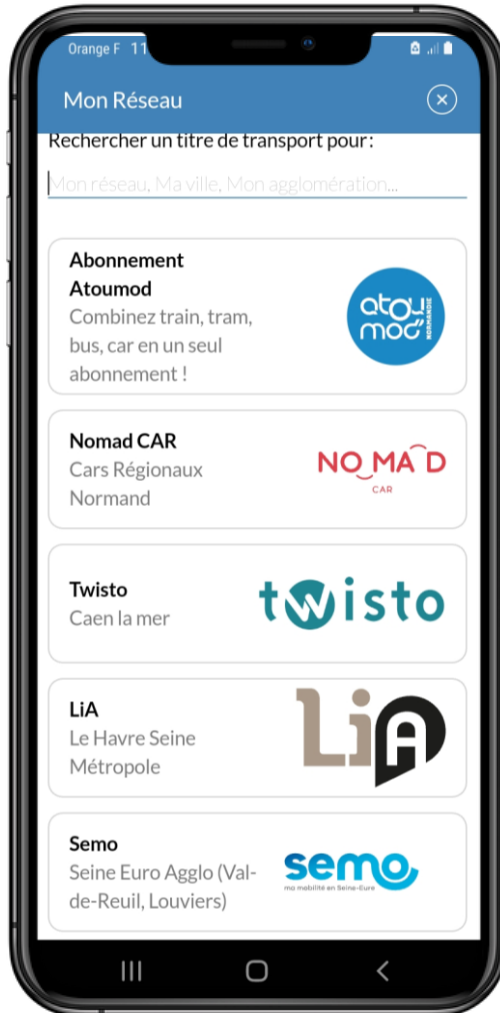 Orange F 11
Mon Réseau
Rechercher un titre de transport pour :
Mon réseau, Ma ville, Mon agglomération...
Abonnement
Atoumod
Combinez train, tram,
bus, car en un seul
abonnement !
atou
mod
NORMANDIE
Nomad CAR
Cars Régionaux
Normand
NOMAD
CAR
Twisto
Caen la mer
twisto
LiA
Le Havre Seine
Métropole
LiA
Semo
Seine Euro Agglo (Val-
de-Reuil, Louviers)
semo
ma mobilité en Seine-Eure